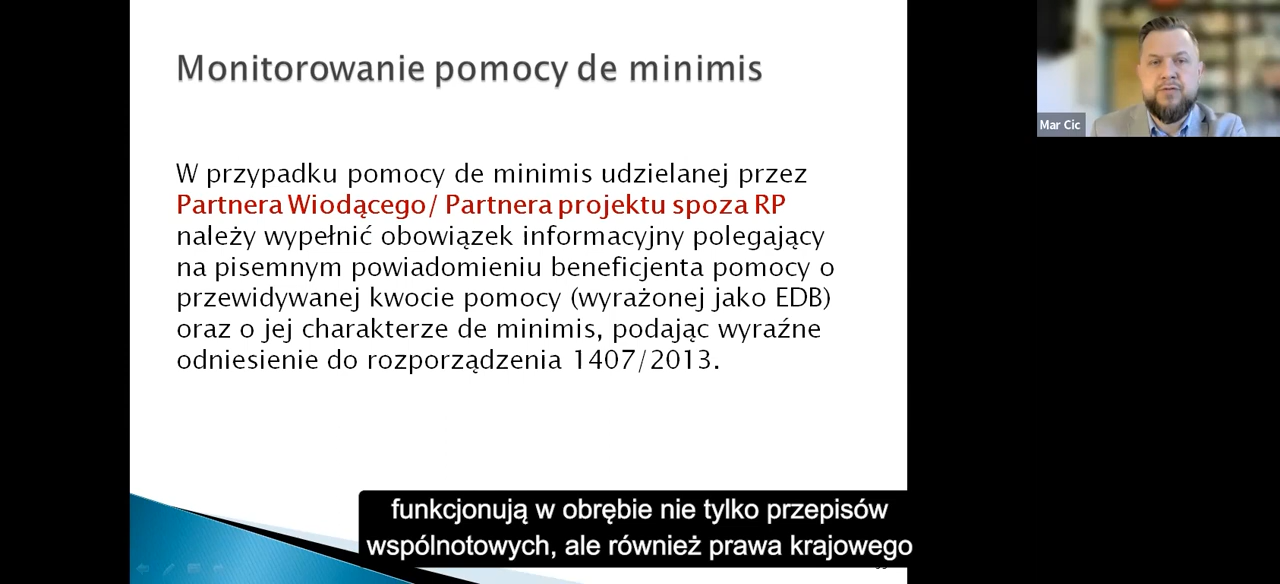 Monitorowanie pomocy de minimis
Mar Cic
W przypadku pomocy de minimis udzielanej przez
Partnera Wiodącego/ Partnera projektu spoza RP
należy wypełnić obowiązek informacyjny polegający
na pisemnym powiadomieniu beneficjenta pomocy o
przewidywanej kwocie pomocy (wyrażonej jako EDB)
oraz o jej charakterze de minimis, podając wyraźne
odniesienie do rozporządzenia 1407/2013.
funkcjonują w obrębie nie tylko przepisów
wspólnotowych, ale również prawa krajowego